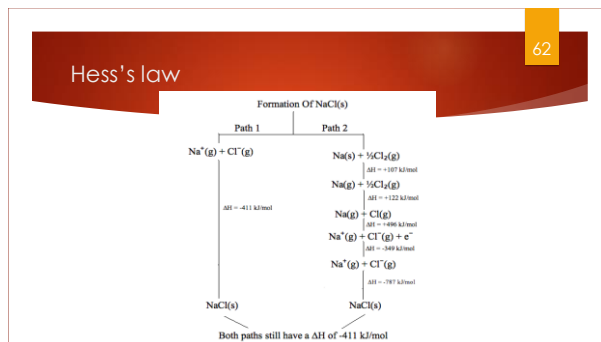 62
Hess's law
Formation Of NaCl(s)
Path 1 Path 2
Na⁺(g) + Cl⁻(g)
ΔH = -411 kJ/mol
NaCl(s)
Na(s) + ½Cl₂(g)
ΔH = +107 kJ/mol
Na(g) + ½Cl₂(g)
ΔH = +122 kJ/mol
Na(g) + Cl(g)
ΔH = +496 kJ/mol
Na⁺(g) + Cl⁻(g) + e⁻
ΔH = -349 kJ/mol
Na⁺(g) + Cl⁻(g)
ΔH = -787 kJ/mol
NaCl(s)
Both paths still have a ΔH of -411 kJ/mol